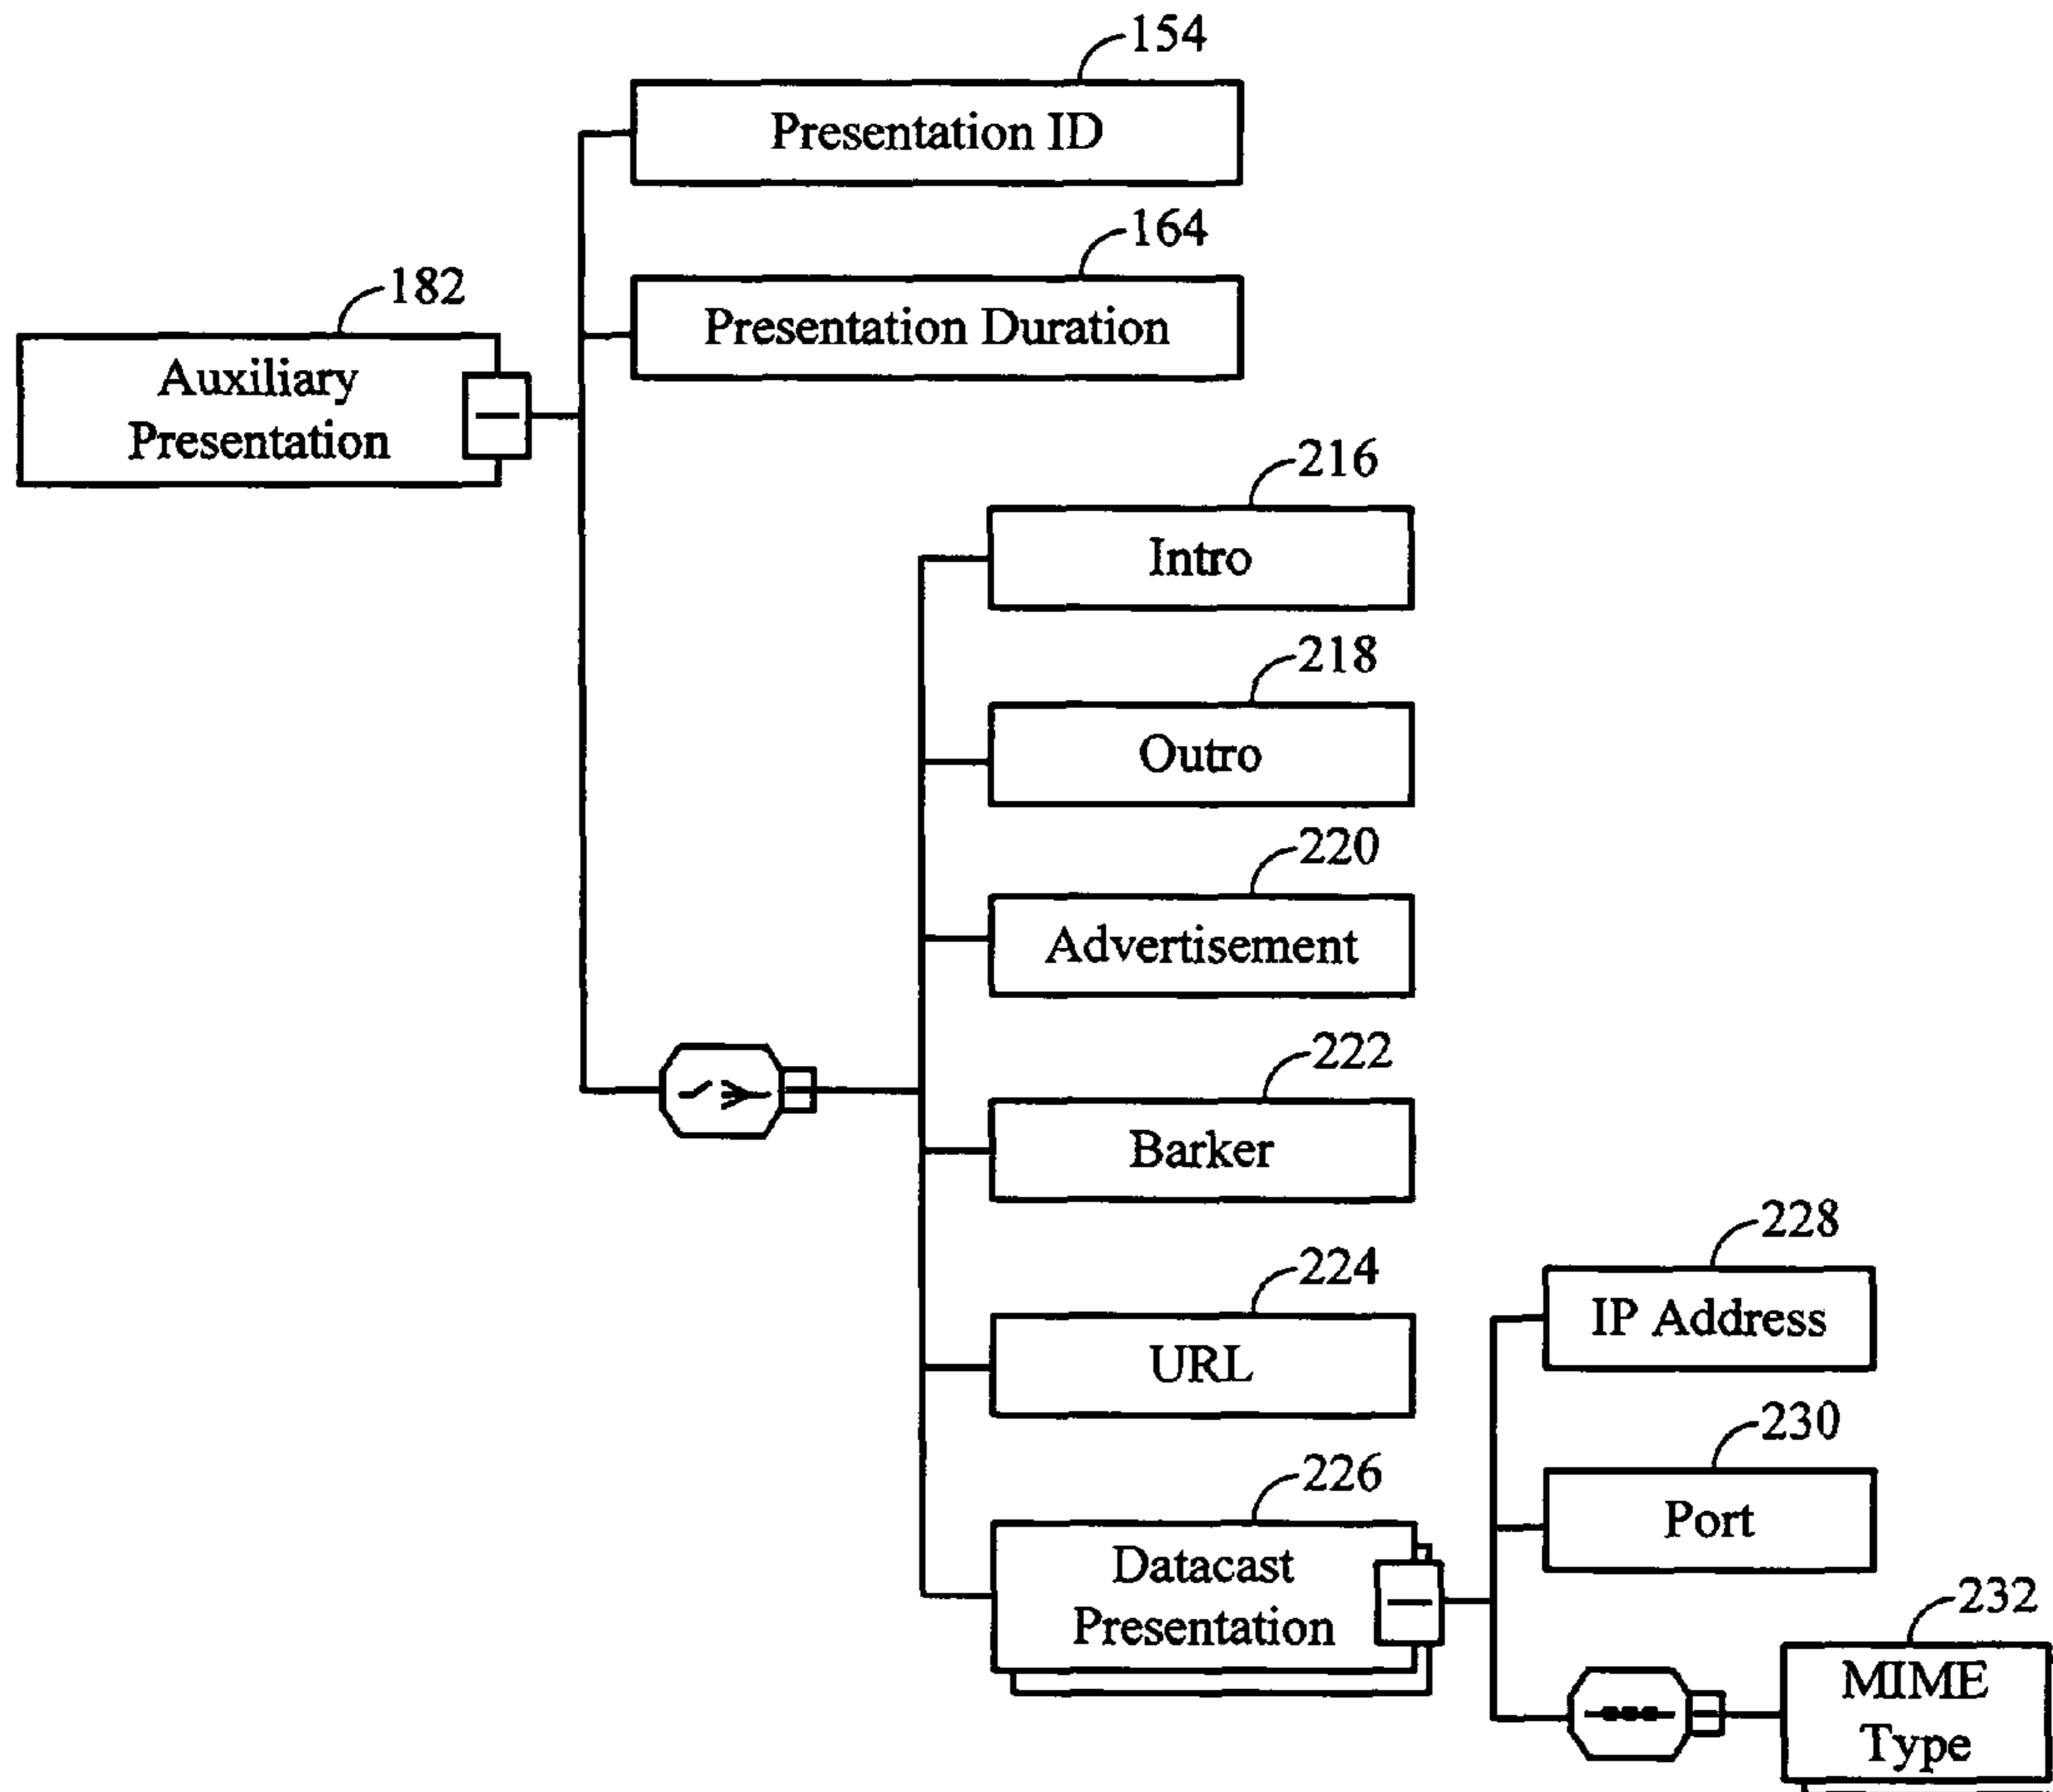 154
Presentation ID
164
Presentation Duration
182
Auxiliary
Presentation
216
Intro
218
Outro
220
Advertisement
222
Barker
228
IP Address
224
URL
230
Port
226
Datacast
Presentation
232
MIME
Type